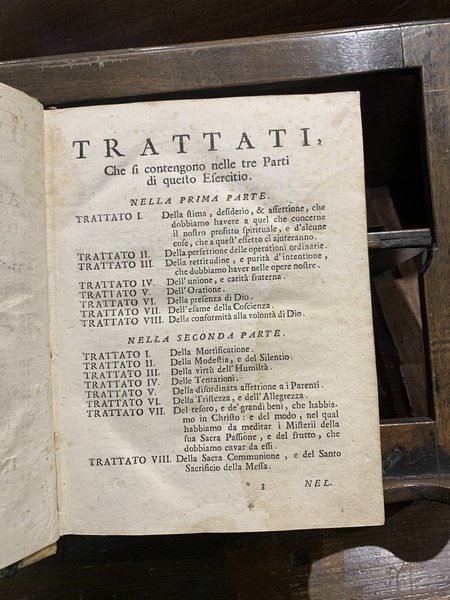 TRATTATI,
Che si contengono nelle tre Parti
di questo Esercitio.
NELLA PRIMA PARTE.
TRATTATO I. Della stima, desiderio, & affettione, che
dobbiamo havere a quel che concerne
il nostro profitto spirituale, e d'alcune
cose, che a quest' effetto ci ajuteranno.
TRATTATO II. Della perfettione delle operationi ordinarie.
TRATTATO III. Della rettitudine, e purità d'intentione,
che dobbiamo haver nelle opere nostre.
TRATTATO IV. Dell'unione, e carità fraterna.
TRATTATO V. Dell'Oratione.
TRATTATO VI. Della presenza di Dio.
TRATTATO VII. Dell'esame della Coscienza.
TRATTATO VIII. Della conformità alla volontà di Dio.
NELLA SECONDA PARTE.
TRATTATO I. Della Mortificatione.
TRATTATO II. Della Modestia, e del Silentio.
TRATTATO III. Della virtù dell'Humiltà.
TRATTATO IV. Delle Tentationi.
TRATTATO V. Della disordinata affettione a i Parenti.
TRATTATO VI. Della Tristezza, e dell'Allegrezza.
TRATTATO VII. Del tesoro, e de' grandi beni, che habbia-
mo in Christo: e del modo, nel qual
habbiamo da meditar i Misterii della
sua Sacra Passione, e del frutto, che
dobbiamo cavar da essi.
TRATTATO VIII. Della Sacra Communione, e del Santo
Sacrificio della Messa.
3 NEL-